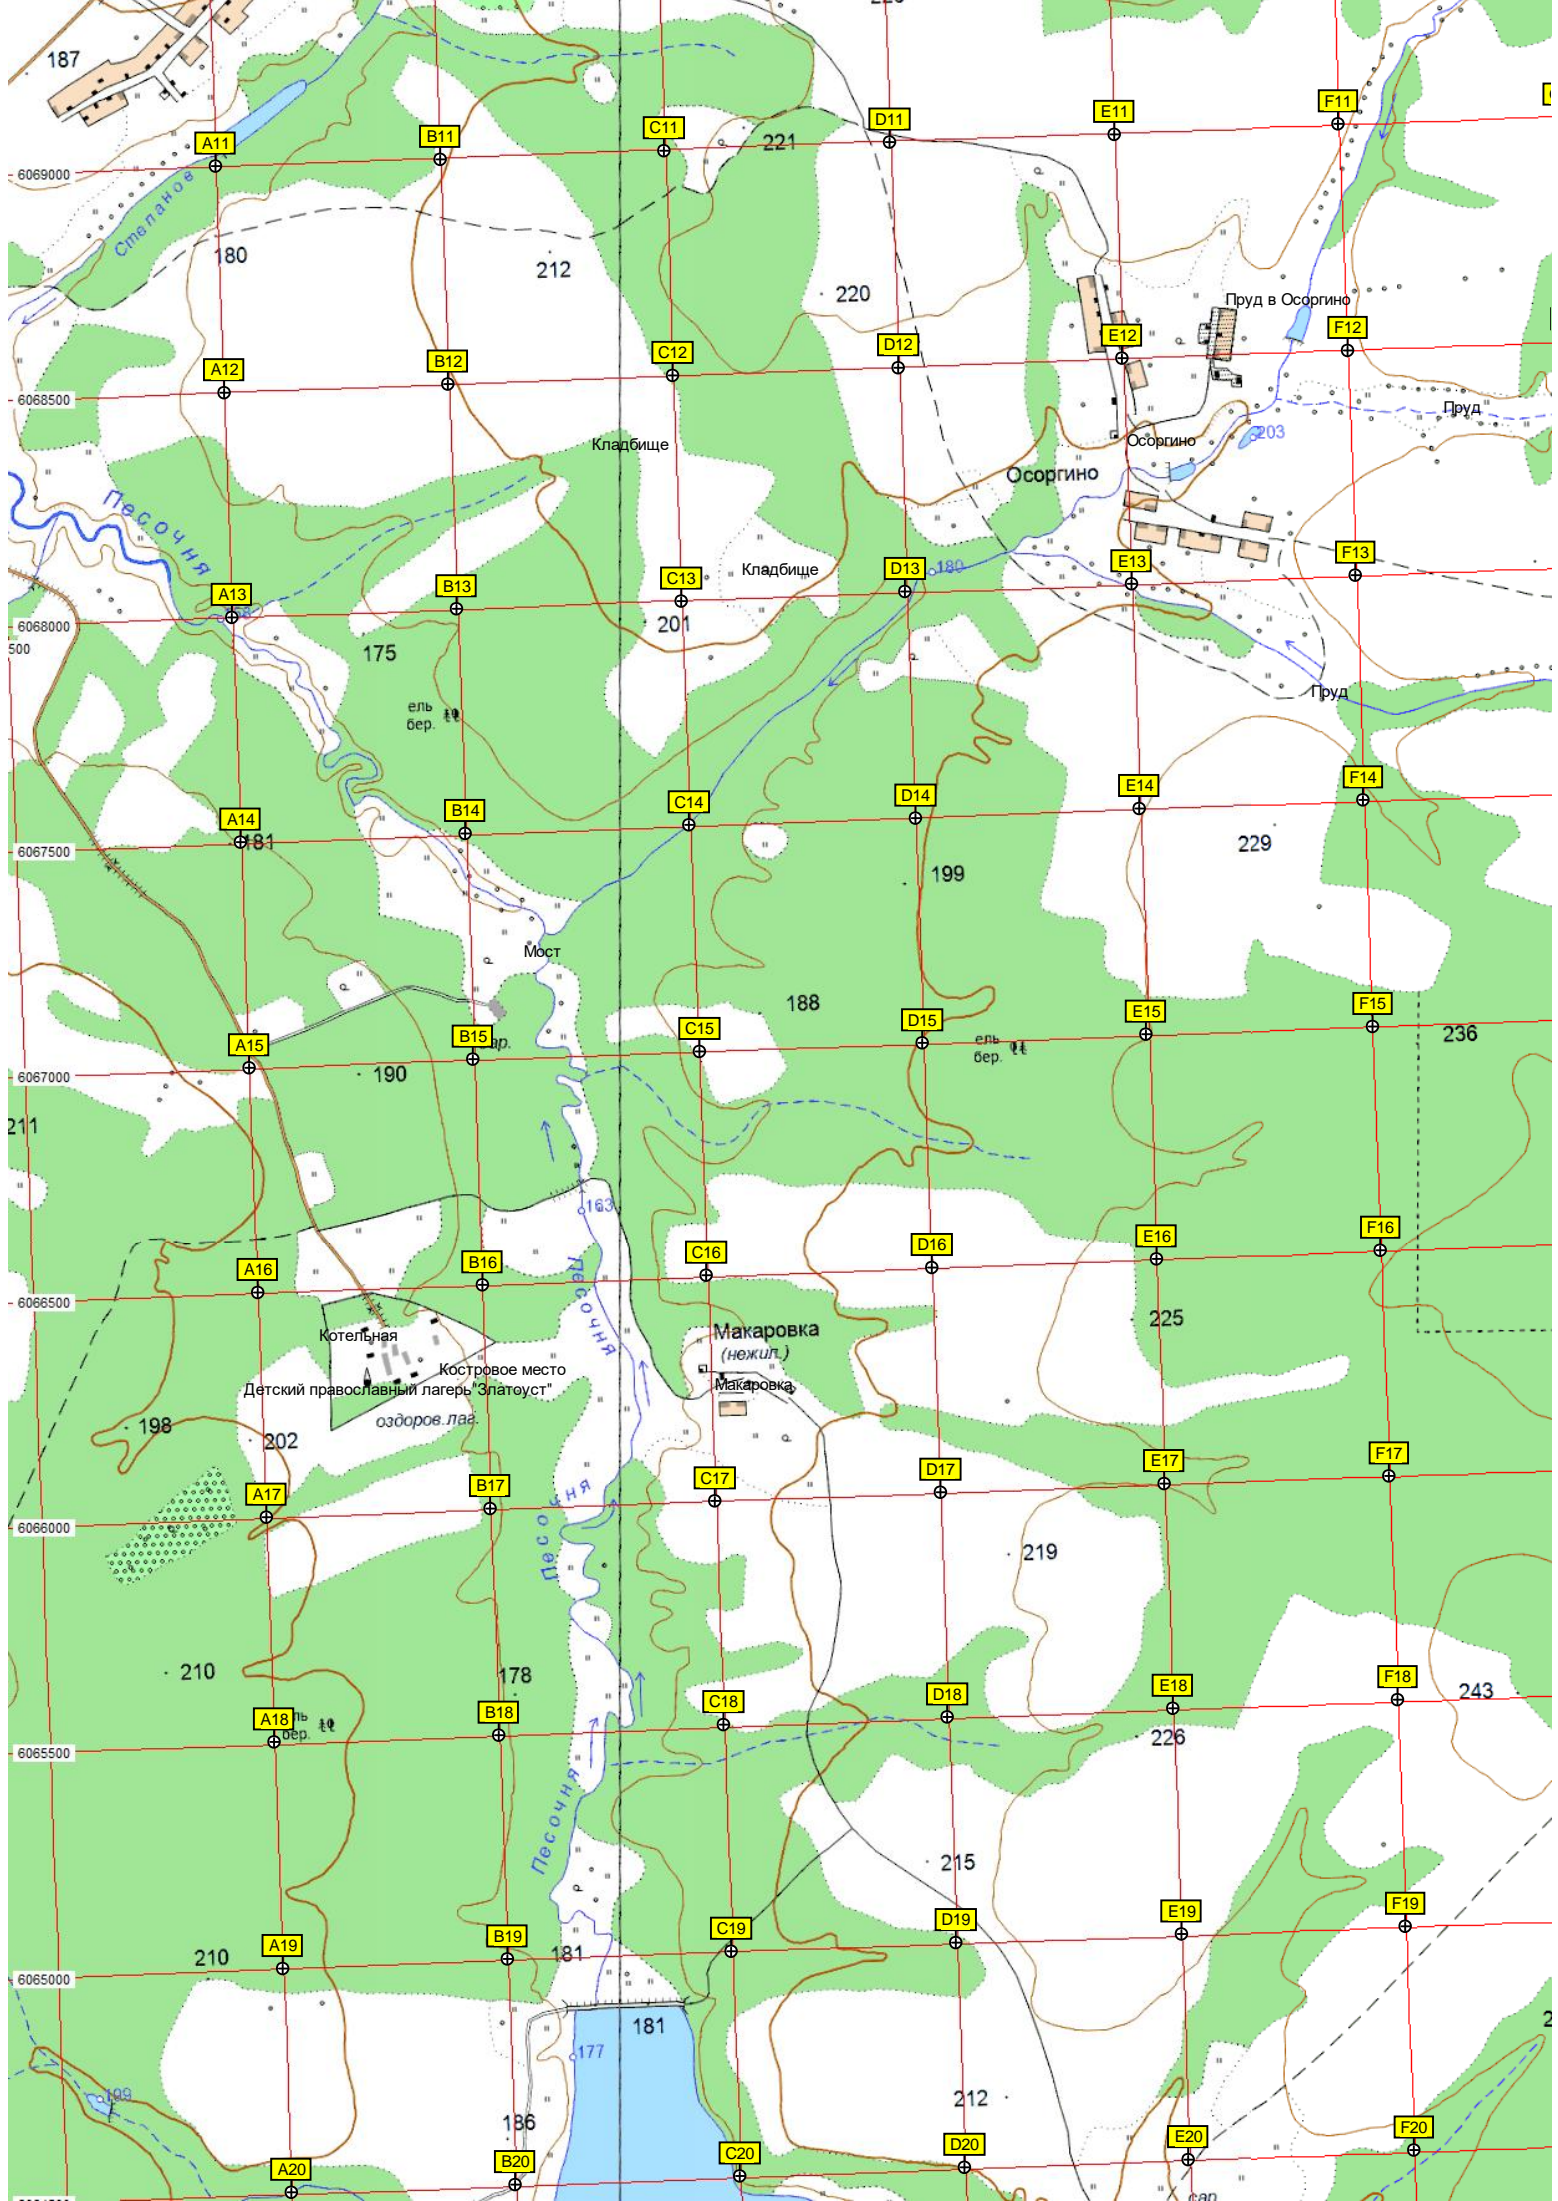 187
A11
B11
C11
221
D11
E11
F11
6069000
Степанов
180
212
220
Пруд в Осоргино
A12
B12
C12
D12
E12
F12
6068500
Пруд
203
Кладбище
Осоргино
Осоргино
Песочня
A13
B13
C13
Кладбище
D13
180
E13
F13
6068000
500
201
175
ель
бер.
Пруд
A14
181
B14
C14
D14
E14
F14
6067500
229
199
Мост
188
A15
B15
ар.
C15
D15
ель
бер.
E15
F15
236
6067000
190
211
163
A16
B16
C16
D16
E16
F16
6066500
Песочня
225
Котельная
Макаровка
(нежил.)
Костровое место
Детский православный лагерь"Златоуст"
Макаровка
оздоров.лаг.
198
202
A17
B17
C17
D17
E17
F17
6066000
Песочня
219
210
178
A18
ль
бер.
B18
C18
D18
E18
F18
243
226
6065500
Песочня
215
A19
B19
C19
D19
E19
F19
210
181
6065000
181
177
199
212
186
A20
B20
C20
D20
E20
F20
сар.